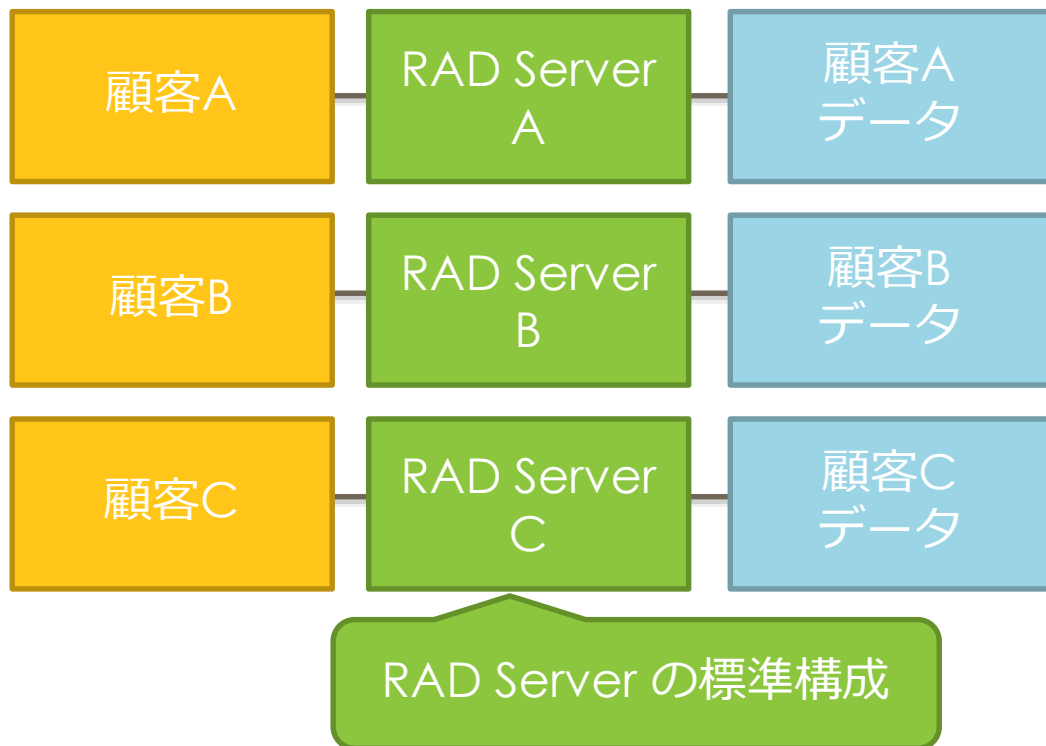 顧客A
RAD Server
A
顧客A
データ
顧客B
RAD Server
B
顧客B
データ
顧客C
RAD Server
C
顧客C
データ
RAD Server の標準構成